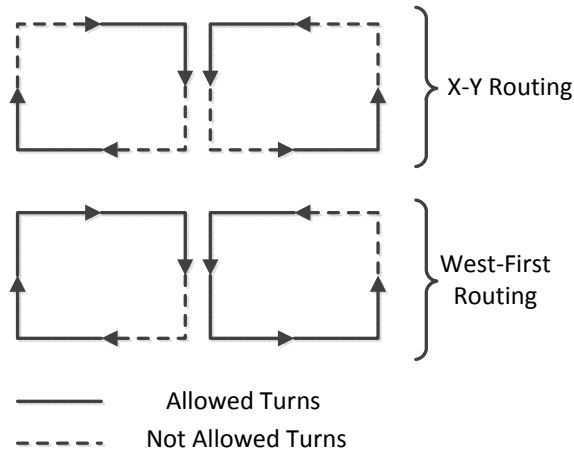 X-Y Routing
West-First
Routing
Allowed Turns
Not Allowed Turns